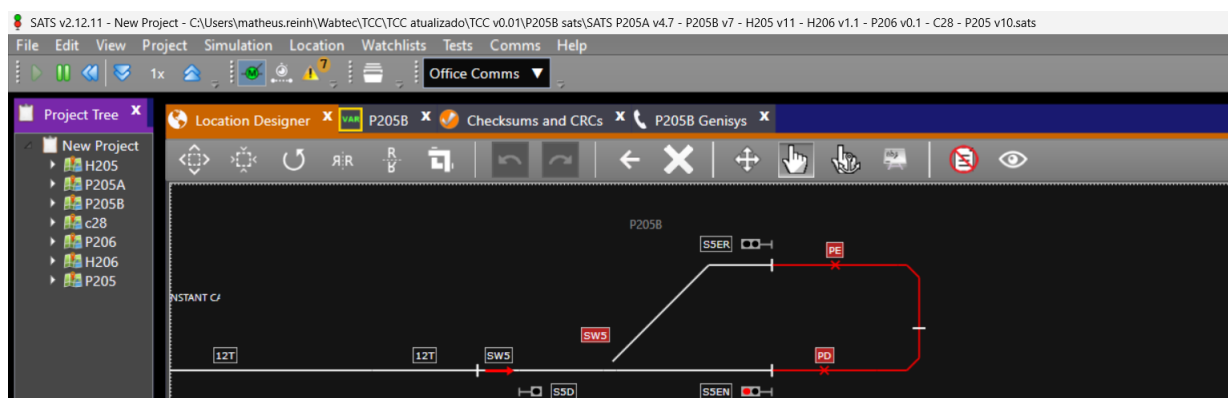 SATS v2.12.11 - New Project - C:\Users\matheus.reinh\Wabtec\TCC\TCC atualizado\TCC v0.01\P205B sats\SATS P205A v4.7 - P205B v7 - H205 v11 - H206 v1.1 - P206 v0.1 - C28 - P205 v10.sats
File Edit View Project Simulation Location Watchlists Tests Comms Help
1x 7 Office Comms ▼
Project Tree X
Location Designer X VAR P205B X Checksums and CRCs X P205B Genisys X
New Project
H205
P205A
P205B
c28
P206
H206
P205
P205B
S5ER
PE
NSTANT
SW5
12T 12T SW5 PD
S5D S5EN